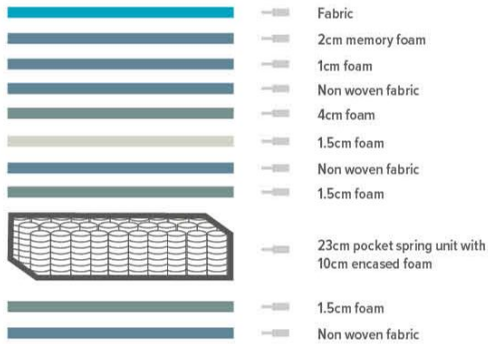 Fabric
2cm memory foam
1cm foam
Non woven fabric
4cm foam
1.5cm foam
Non woven fabric
1.5cm foam
23cm pocket spring unit with
10cm encased foam
1.5cm foam
Non woven fabric